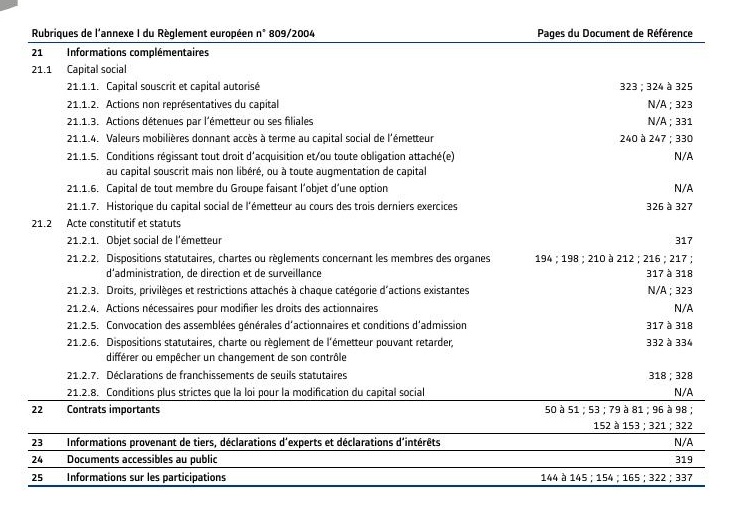 Rubriques de l'annexe I du Règlement européen n° 809/2004 Pages du Document de Référence
21 Informations complémentaires
21.1 Capital social
21.1.1. Capital souscrit et capital autorisé 323 ; 324 à 325
21.1.2. Actions non représentatives du capital N/A ; 323
21.1.3. Actions détenues par l'émetteur ou ses filiales N/A ; 331
21.1.4. Valeurs mobilières donnant accès à terme au capital social de l'émetteur 240 à 247 ; 330
21.1.5. Conditions régissant tout droit d'acquisition et/ou toute obligation attaché(e) N/A
au capital souscrit mais non libéré, ou à toute augmentation de capital
21.1.6. Capital de tout membre du Groupe faisant l'objet d'une option N/A
21.1.7. Historique du capital social de l'émetteur au cours des trois derniers exercices 326 à 327
21.2 Acte constitutif et statuts
21.2.1. Objet social de l'émetteur 317
21.2.2. Dispositions statutaires, chartes ou règlements concernant les membres des organes 194 ; 198 ; 210 à 212 ; 216 ; 217 ;
d'administration, de direction et de surveillance 317 à 318
21.2.3. Droits, privilèges et restrictions attachés à chaque catégorie d'actions existantes N/A ; 323
21.2.4. Actions nécessaires pour modifier les droits des actionnaires N/A
21.2.5. Convocation des assemblées générales d'actionnaires et conditions d'admission 317 à 318
21.2.6. Dispositions statutaires, charte ou règlement de l'émetteur pouvant retarder, 332 à 334
différer ou empêcher un changement de son contrôle
21.2.7. Déclarations de franchissements de seuils statutaires 318 ; 328
21.2.8. Conditions plus strictes que la loi pour la modification du capital social N/A
22 Contrats importants 50 à 51 ; 53 ; 79 à 81 ; 96 à 98 ;
152 à 153 ; 321 ; 322
23 Informations provenant de tiers, déclarations d'experts et déclarations d'intérêts N/A
24 Documents accessibles au public 319
25 Informations sur les participations 144 à 145 ; 154 ; 165 ; 322 ; 337